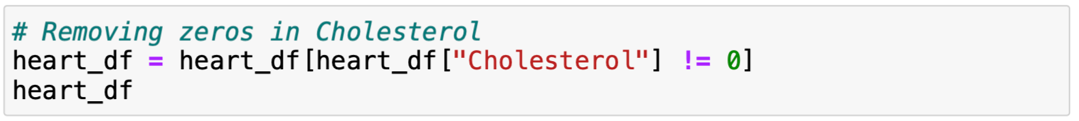 # Removing zeros in Cholesterol
heart_df = heart_df[heart_df["Cholesterol"] != 0]
heart_df